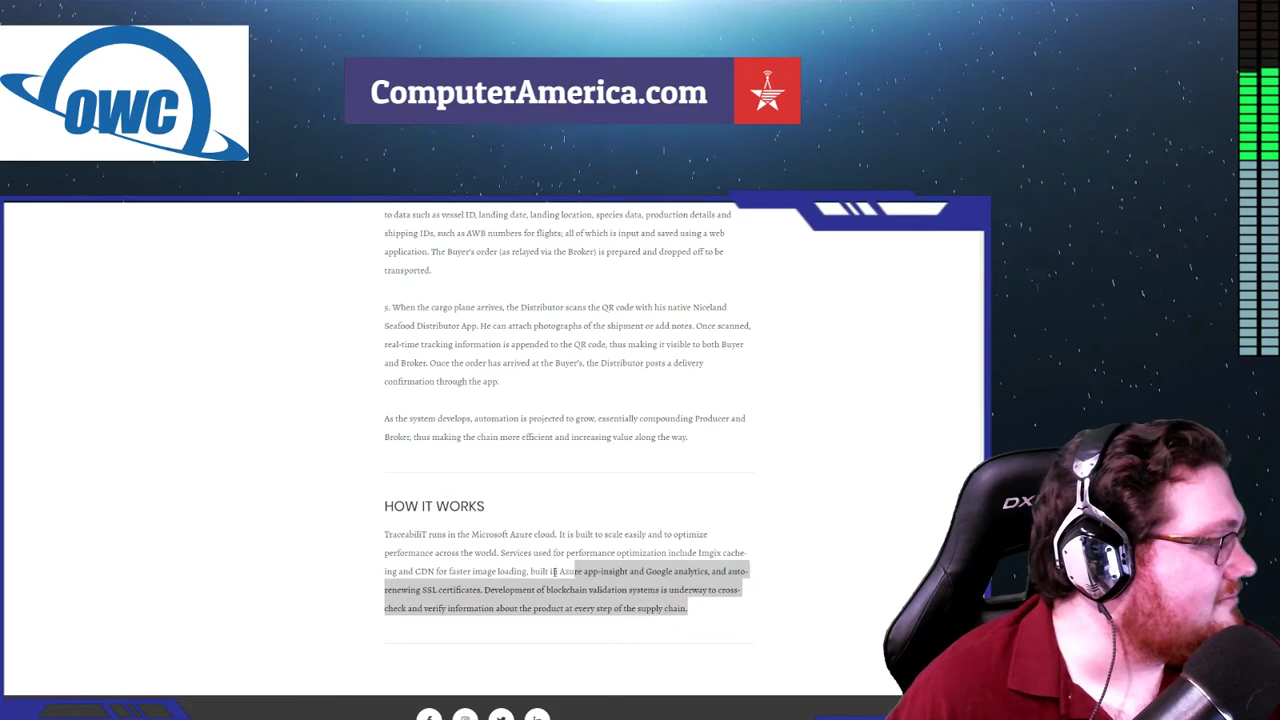 OWC
ComputerAmerica.com
to data such as vessel ID, landing date, landing location, species data, production details and
shipping IDs, such as AWB numbers for flights; all of which is input and saved using a web
application. The Buyer's order (as relayed via the Broker) is prepared and dropped off to be
transported.
5. When the cargo plane arrives, the Distributor scans the QR code with his native Niceland
Seafood Distributor App. He can attach photographs of the shipment or add notes. Once scanned,
real-time tracking information is appended to the QR code, thus making it visible to both Buyer
and Broker. Once the order has arrived at the Buyer's, the Distributor posts a delivery
confirmation through the app.
As the system develops, automation is projected to grow, essentially compounding Producer and
Broker, thus making the chain more efficient and increasing value along the way.
HOW IT WORKS
TraceabiliT runs in the Microsoft Azure cloud. It is built to scale easily and to optimize
performance across the world. Services used for performance optimization include Imgix cache-
ing and CDN for faster image loading, built in Azure app-insight and Google analytics, and auto-
renewing SSL certificates. Development of blockchain validation systems is underway to cross-
check and verify information about the product at every step of the supply chain.
DX